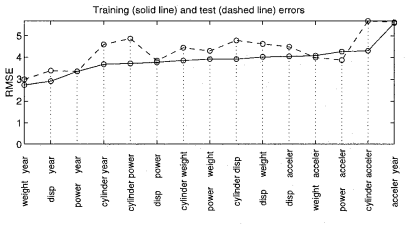 Training (solid line) and test (dashed line) errors
RMSE
5
4
3
2
1
0
weight year
disp year
power year
cylinder year
cylinder power
disp power
cylinder weight
power weight
cylinder disp
weight disp
disp acceler
weight acceler
power acceler
cylinder acceler
acceler year